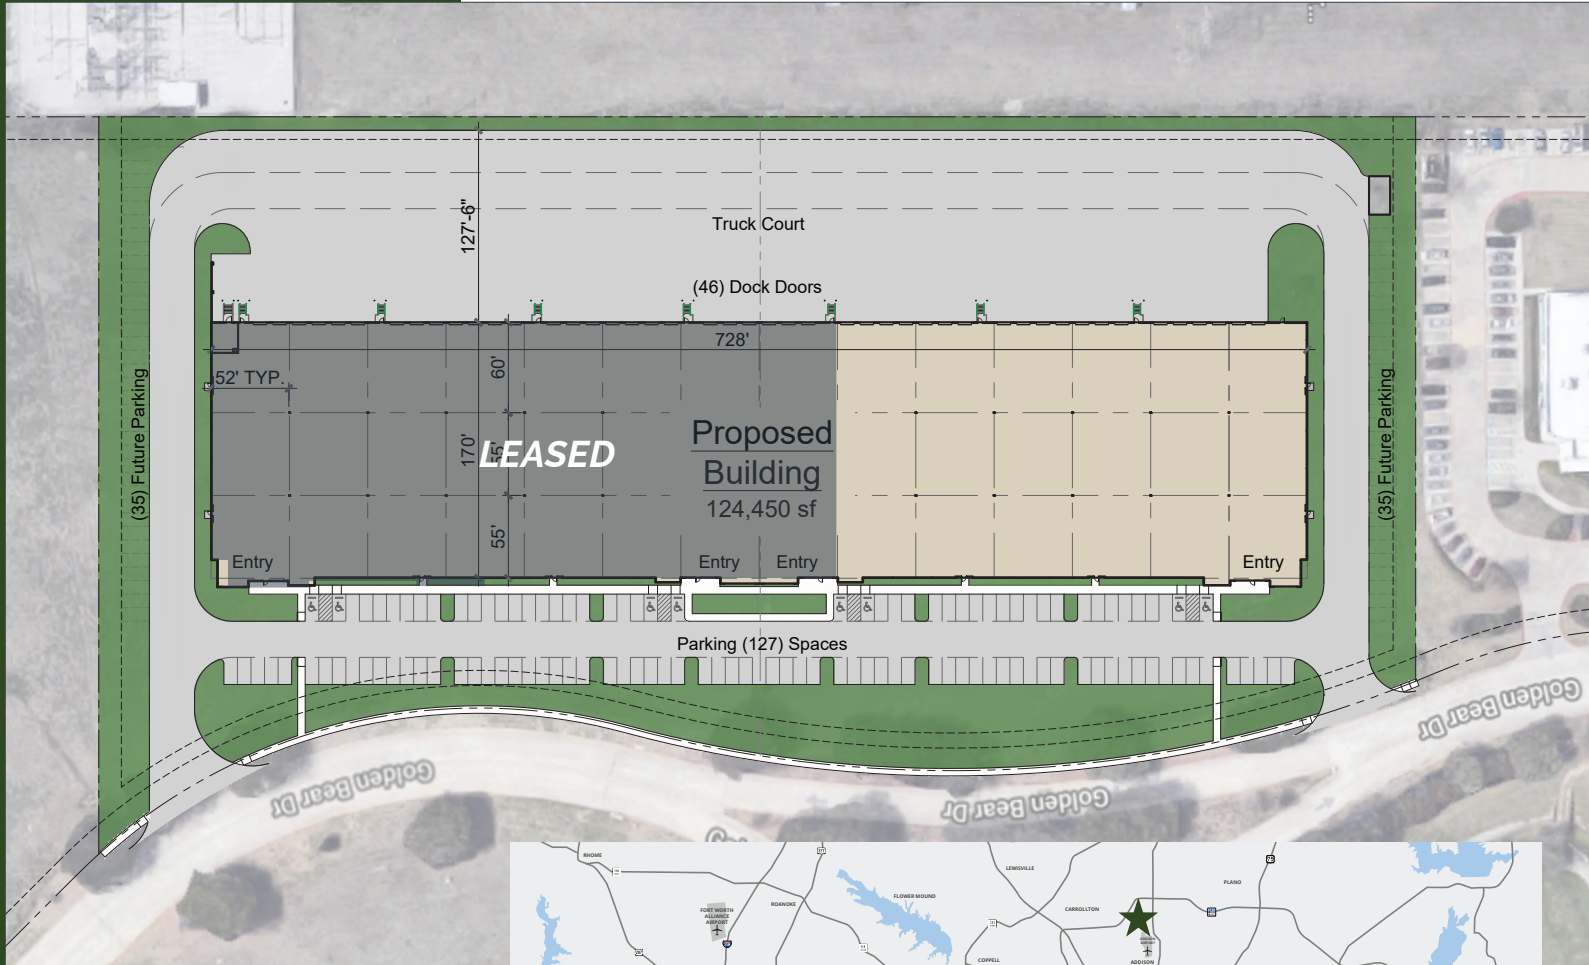 127'-6"
Truck Court
(46) Dock Doors
728'
60'
52' TYP.
(35) Future Parking
(35) Future Parking
170'
55'
LEASED
Proposed
Building
124,450 sf
55'
Entry
Entry
Entry
Entry
Parking (127) Spaces
Golden Bear Dr
Golden Bear Dr
Golden Bear Dr
RHOME
LEWISVILLE
PLANO
FLOWER MOUND
ROANOKE
CARROLLTON
FORT WORTH
ALLIANCE
AIRPORT
ADDISON
AIRPORT
COPPELL
ADDISON